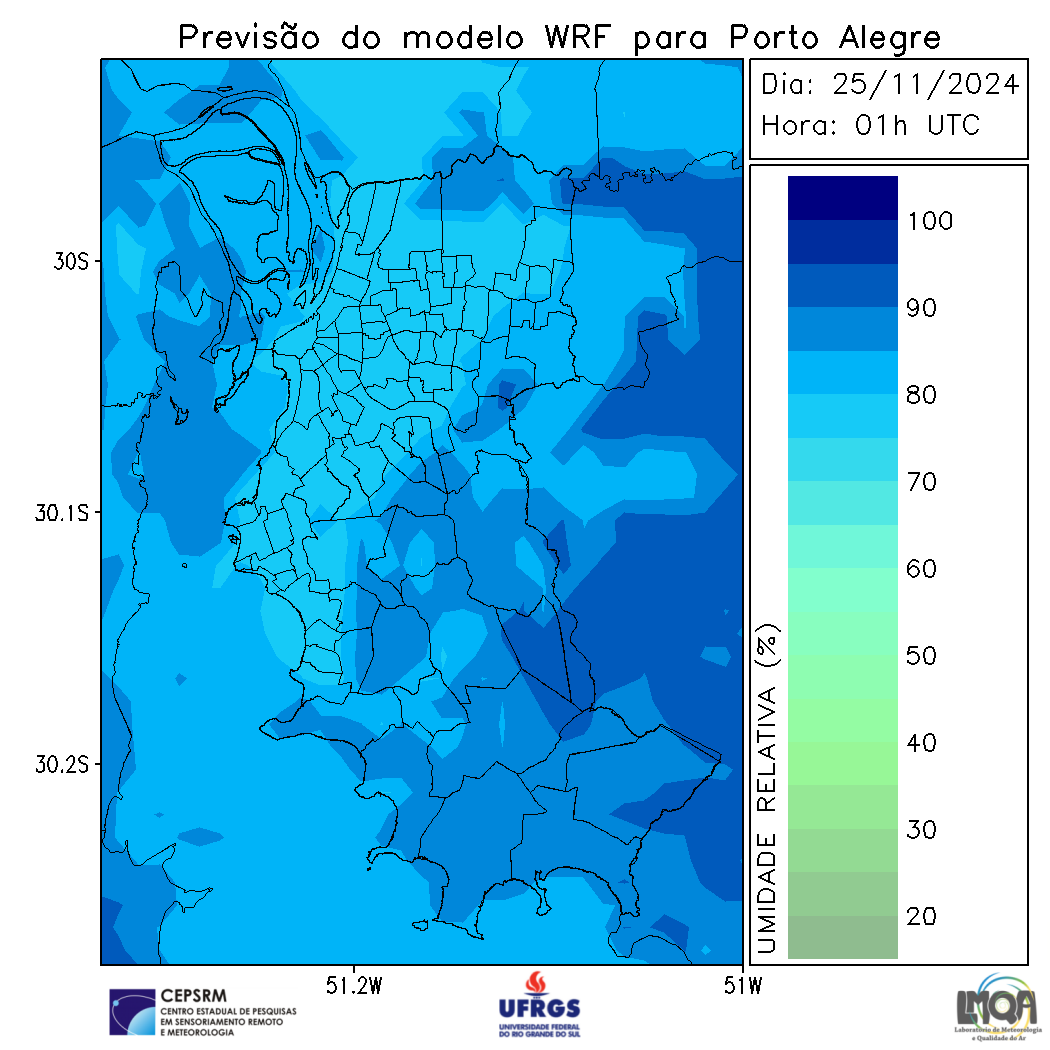 Previsão do modelo WRF para Porto Alegre
Dia: 25/11/2024
Hora: 01h UTC
30S
30.1S
30.2S
51.2W
51W
100
90
80
70
60
50
40
30
20
UMIDADE RELATIVA (%)
CEPSRM
CENTRO ESTADUAL DE PESQUISAS
EM SENSORIAMENTO REMOTO
E METEOROLOGIA
UFRGS
UNIVERSIDADE FEDERAL
DO RIO GRANDE DO SUL
LMQA
Laboratório de Meteorologia
e Qualidade do Ar